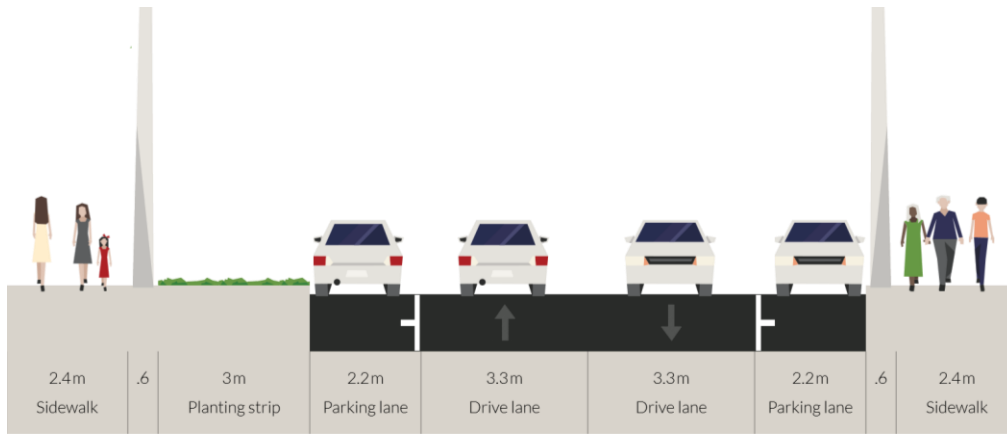 2.4m
Sidewalk
.6
3m
Planting strip
2.2m
Parking lane
3.3m
Drive lane
3.3m
Drive lane
2.2m
Parking lane
.6
2.4m
Sidewalk